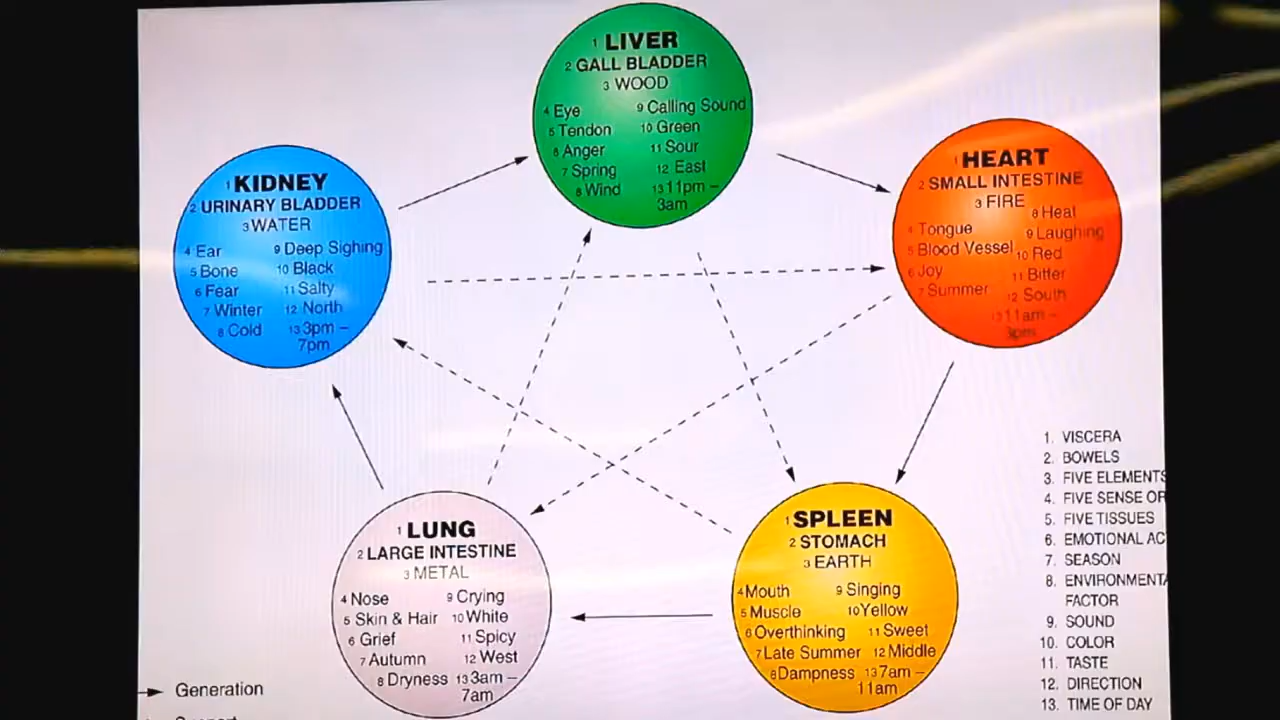 1 LIVER
2 GALL BLADDER
3 WOOD
4 Eye
5 Tendon
6 Anger
7 Spring
8 Wind
9 Calling Sound
10 Green
11 Sour
12 East
13 11pm –
3am
1 HEART
2 SMALL INTESTINE
3 FIRE
4 Tongue
5 Blood Vessel
6 Joy
7 Summer
8 Heat
9 Laughing
10 Red
11 Bitter
12 South
13 11am –
3pm
1 KIDNEY
2 URINARY BLADDER
3 WATER
4 Ear
5 Bone
6 Fear
7 Winter
8 Cold
9 Deep Sighing
10 Black
11 Salty
12 North
13 3pm –
7pm
1 LUNG
2 LARGE INTESTINE
3 METAL
4 Nose
5 Skin & Hair
6 Grief
7 Autumn
8 Dryness
9 Crying
10 White
11 Spicy
12 West
13 3am –
7am
1 SPLEEN
2 STOMACH
3 EARTH
4 Mouth
5 Muscle
6 Overthinking
7 Late Summer
8 Dampness
9 Singing
10 Yellow
11 Sweet
12 Middle
13 7am –
11am
1. VISCERA
2. BOWELS
3. FIVE ELEMENTS
4. FIVE SENSE OR
5. FIVE TISSUES
6. EMOTIONAL AC
7. SEASON
8. ENVIRONMENTA
FACTOR
9. SOUND
10. COLOR
11. TASTE
12. DIRECTION
13. TIME OF DAY
Generation